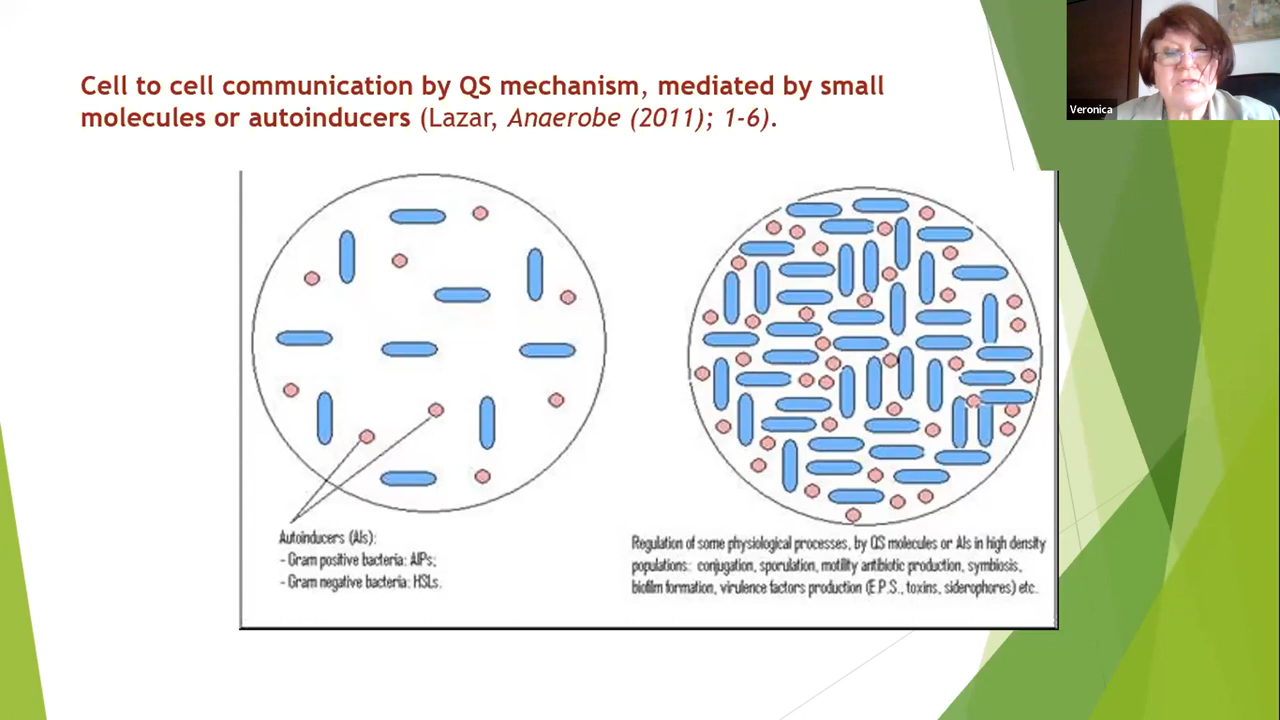 Cell to cell communication by QS mechanism, mediated by small
molecules or autoinducers (Lazar, Anaerobe (2011); 1-6).
Veronica
Autoinducers (AIs):
- Gram positive bacteria: AIPs;
- Gram negative bacteria: HSLs.
Regulation of some physiological processes, by QS molecules or AIs in high density
populations: conjugation, sporulation, motility antibiotic production, symbiosis,
biofilm formation, virulence factors production (E.P.S., toxins, siderophores) etc.